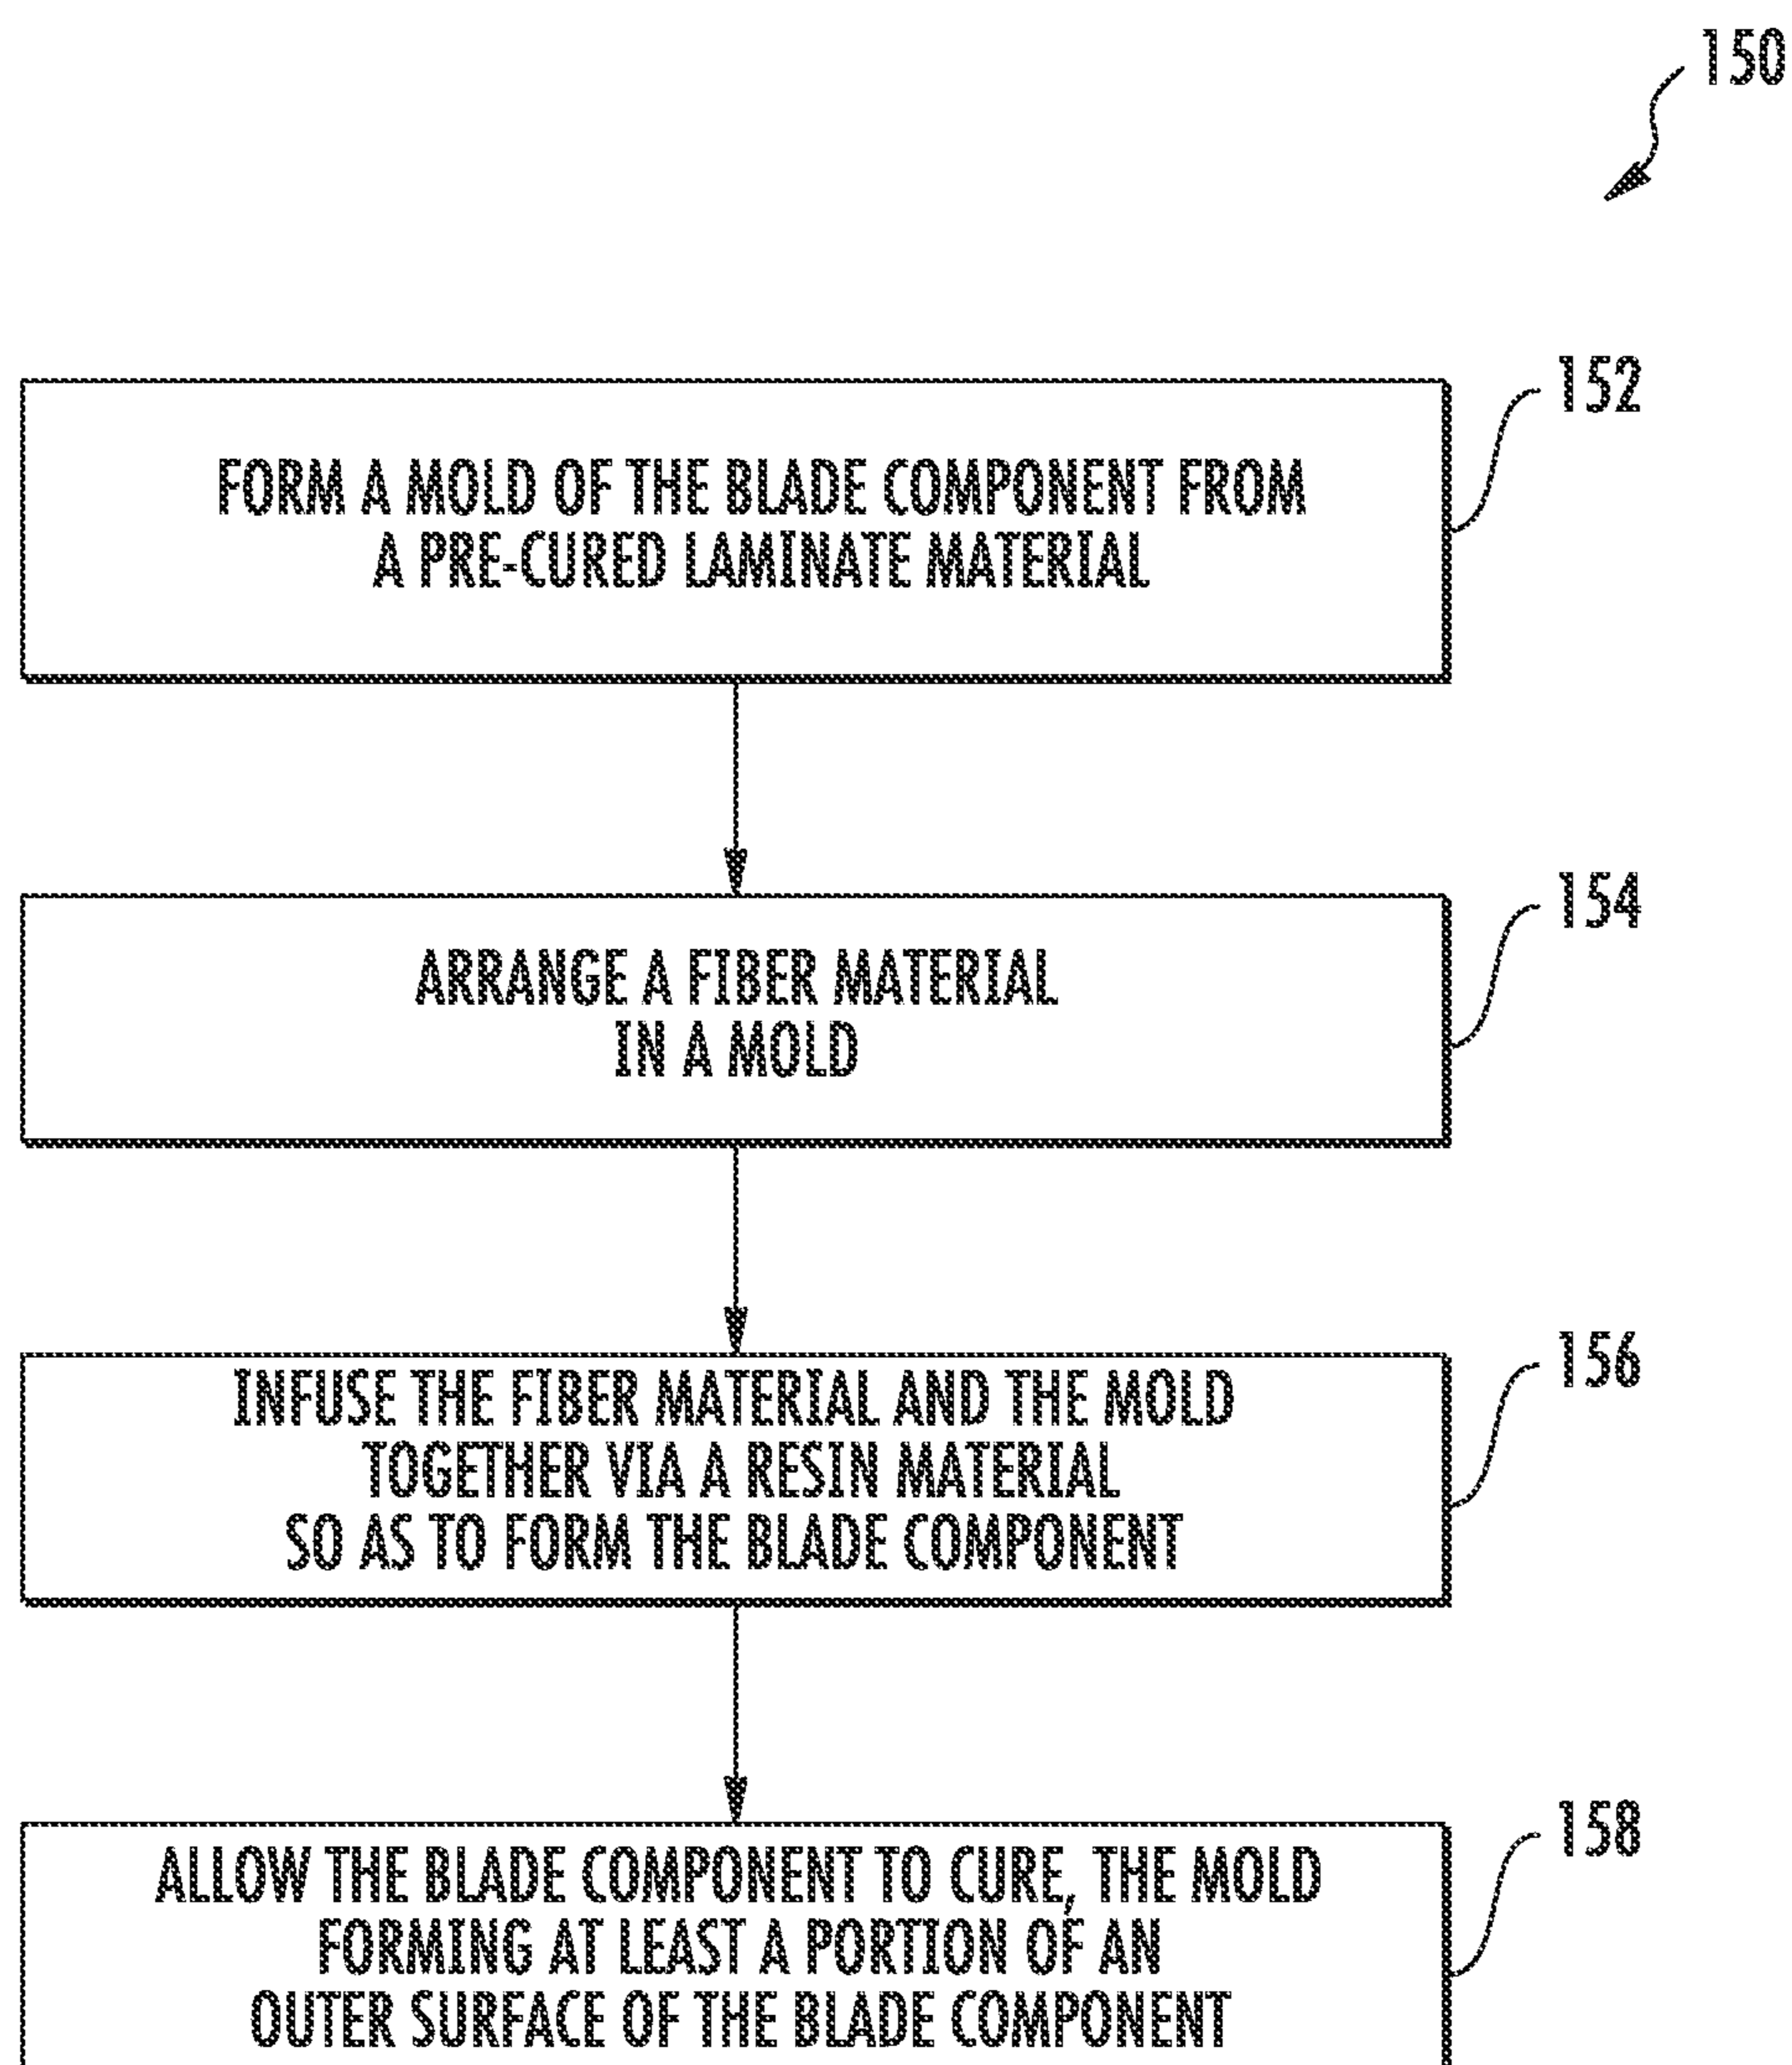 150
152
FORM A MOLD OF THE BLADE COMPONENT FROM
A PRE-CURED LAMINATE MATERIAL
154
ARRANGE A FIBER MATERIAL
IN A MOLD
156
INFUSE THE FIBER MATERIAL AND THE MOLD
TOGETHER VIA A RESIN MATERIAL
SO AS TO FORM THE BLADE COMPONENT
158
ALLOW THE BLADE COMPONENT TO CURE, THE MOLD
FORMING AT LEAST A PORTION OF AN
OUTER SURFACE OF THE BLADE COMPONENT